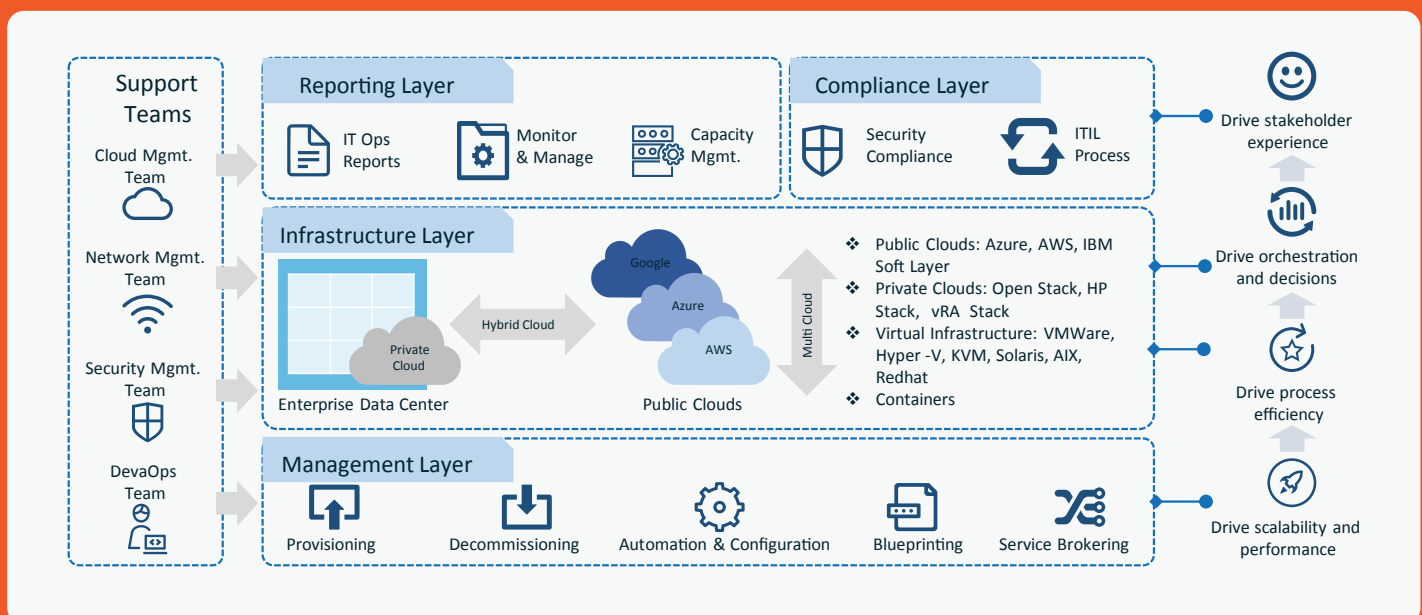 Support
Teams
Cloud Mgmt.
Team
Network Mgmt.
Team
Security Mgmt.
Team
DevaOps
Team
Reporting Layer
IT Ops
Reports
Monitor
& Manage
Capacity
Mgmt.
Compliance Layer
Security
Compliance
ITIL
Process
Infrastructure Layer
Private
Cloud
Enterprise Data Center
Hybrid Cloud
Google
Azure
AWS
Public Clouds
Multi Cloud
❖ Public Clouds: Azure, AWS, IBM
Soft Layer
❖ Private Clouds: Open Stack, HP
Stack, vRA Stack
❖ Virtual Infrastructure: VMWare,
Hyper -V, KVM, Solaris, AIX,
Redhat
❖ Containers
Management Layer
Provisioning
Decommissioning
Automation & Configuration
Blueprinting
Service Brokering
Drive stakeholder
experience
Drive orchestration
and decisions
Drive process
efficiency
Drive scalability and
performance